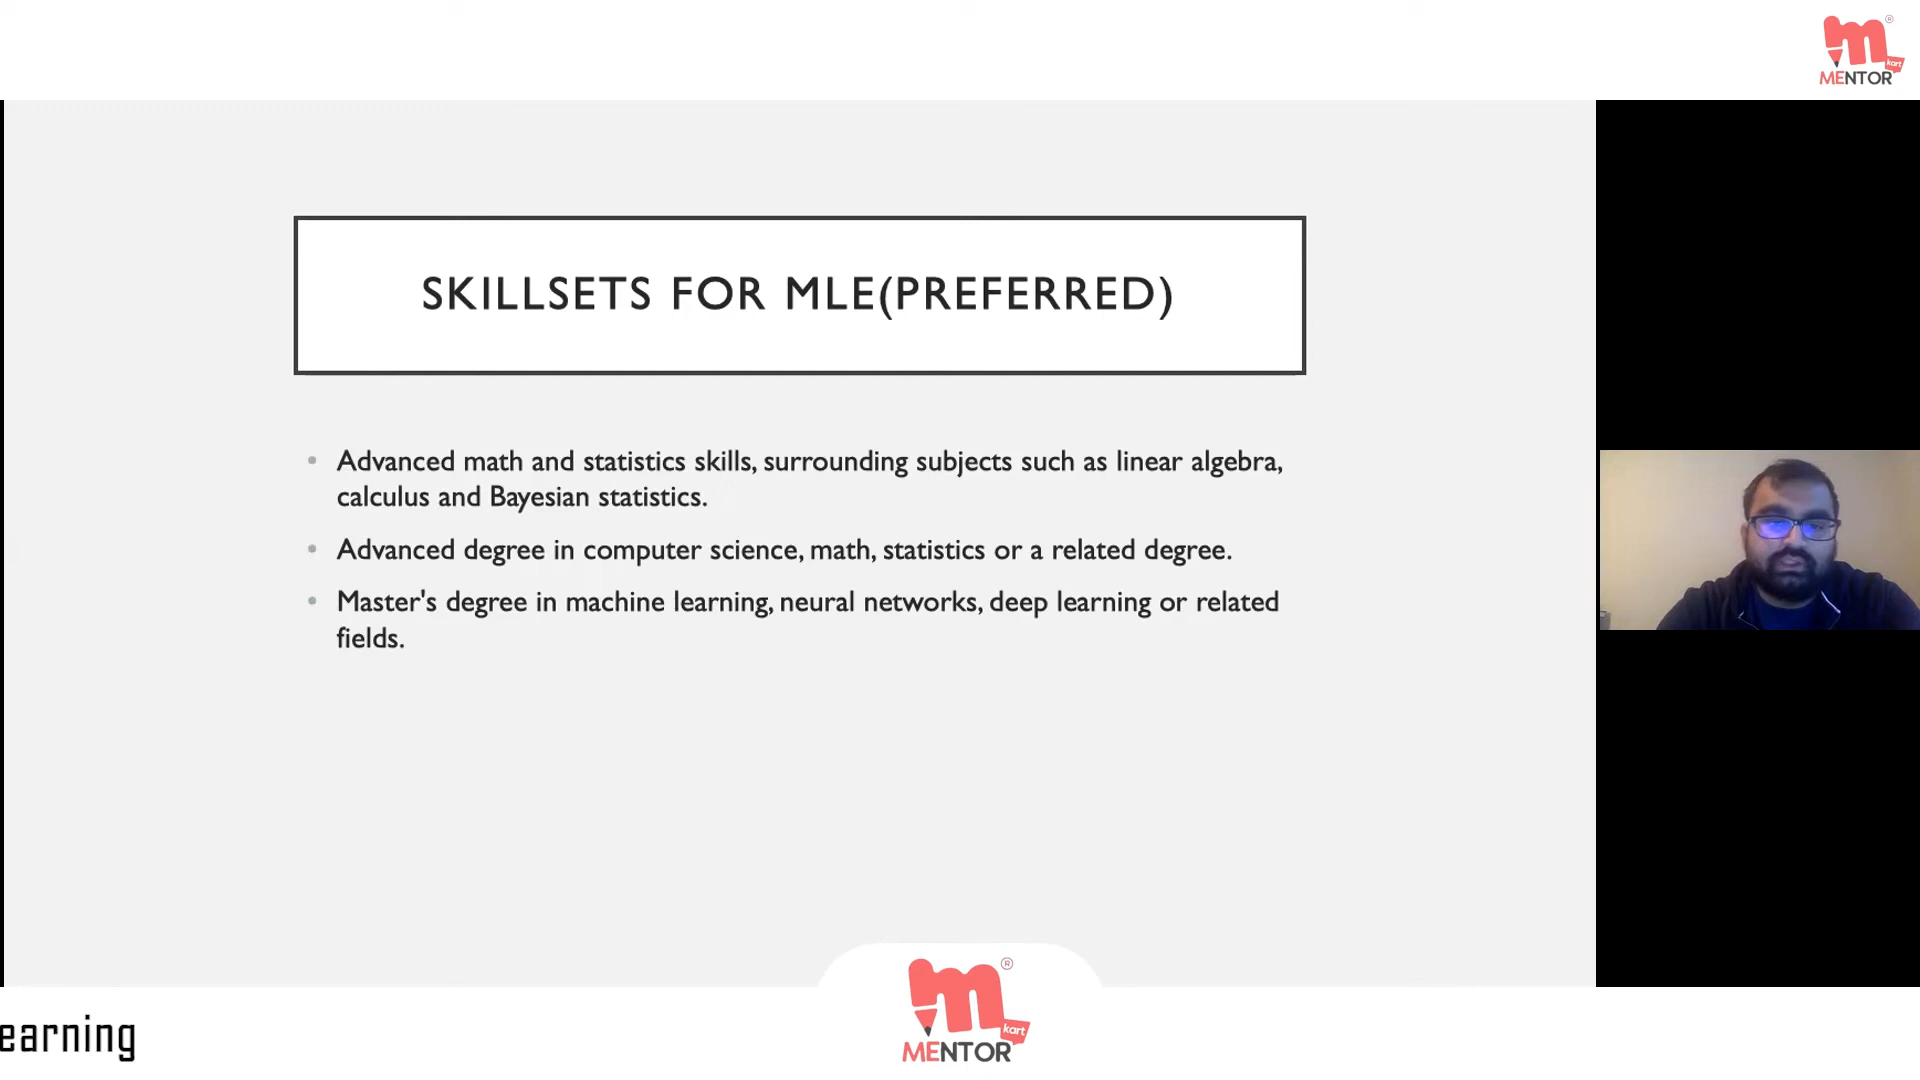 ®
kart
MENTOR
SKILLSETS FOR MLE(PREFERRED)
• Advanced math and statistics skills, surrounding subjects such as linear algebra,
calculus and Bayesian statistics.
• Advanced degree in computer science, math, statistics or a related degree.
• Master's degree in machine learning, neural networks, deep learning or related
fields.
®
kart
MENTOR
earning